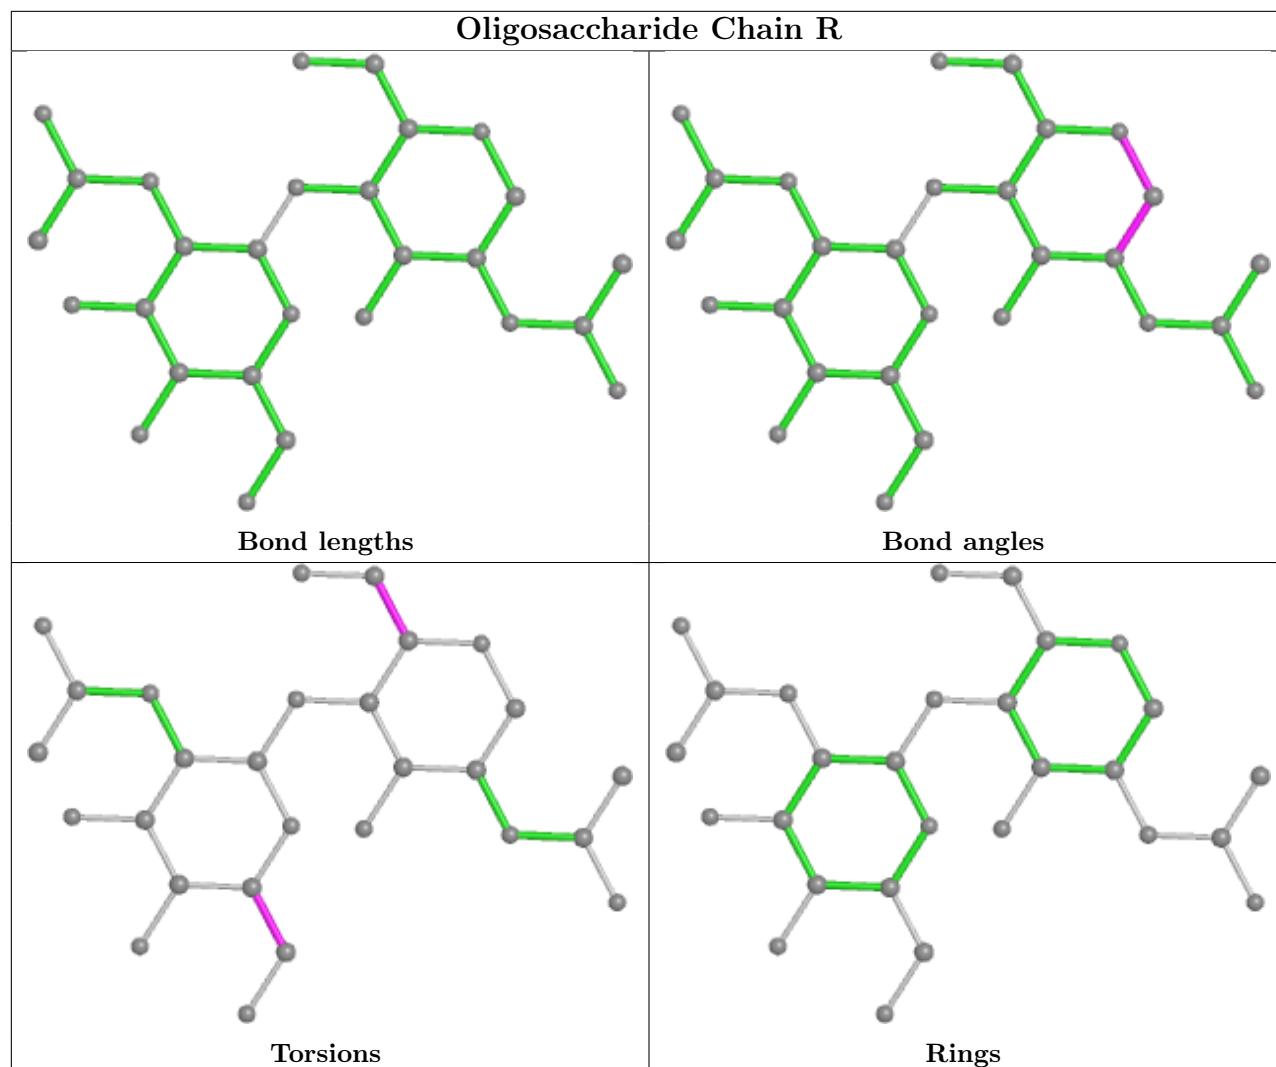 Oligosaccharide Chain R
Bond lengths
Bond angles
Torsions
Rings